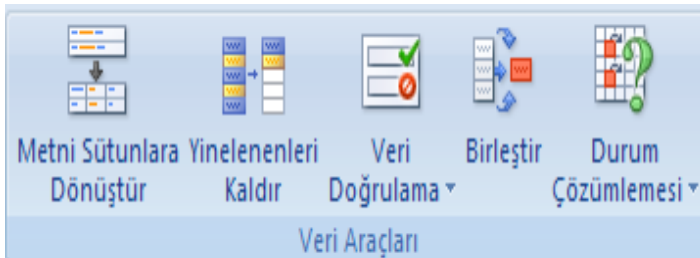 Metni Sütunlara Dönüştür
Yinelenenleri Kaldır
Veri Doğrulama
Birleştir
Durum Çözümlemesi
Veri Araçları